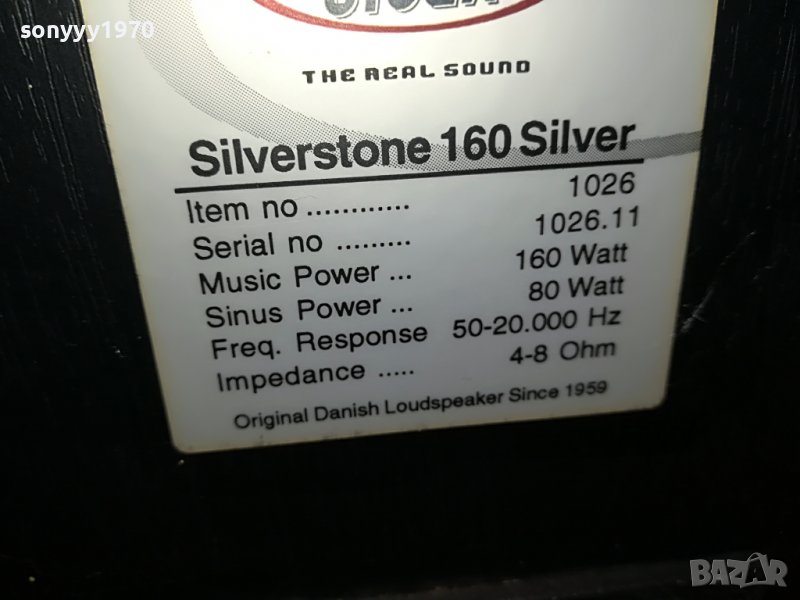 sonyyy1970
THE REAL SOUND
Silverstone 160 Silver
Item no ............ 1026
Serial no ......... 1026.11
Music Power ... 160 Watt
Sinus Power ... 80 Watt
Freq. Response 50-20.000 Hz
Impedance ..... 4-8 Ohm
Original Danish Loudspeaker Since 1959
BAZAR